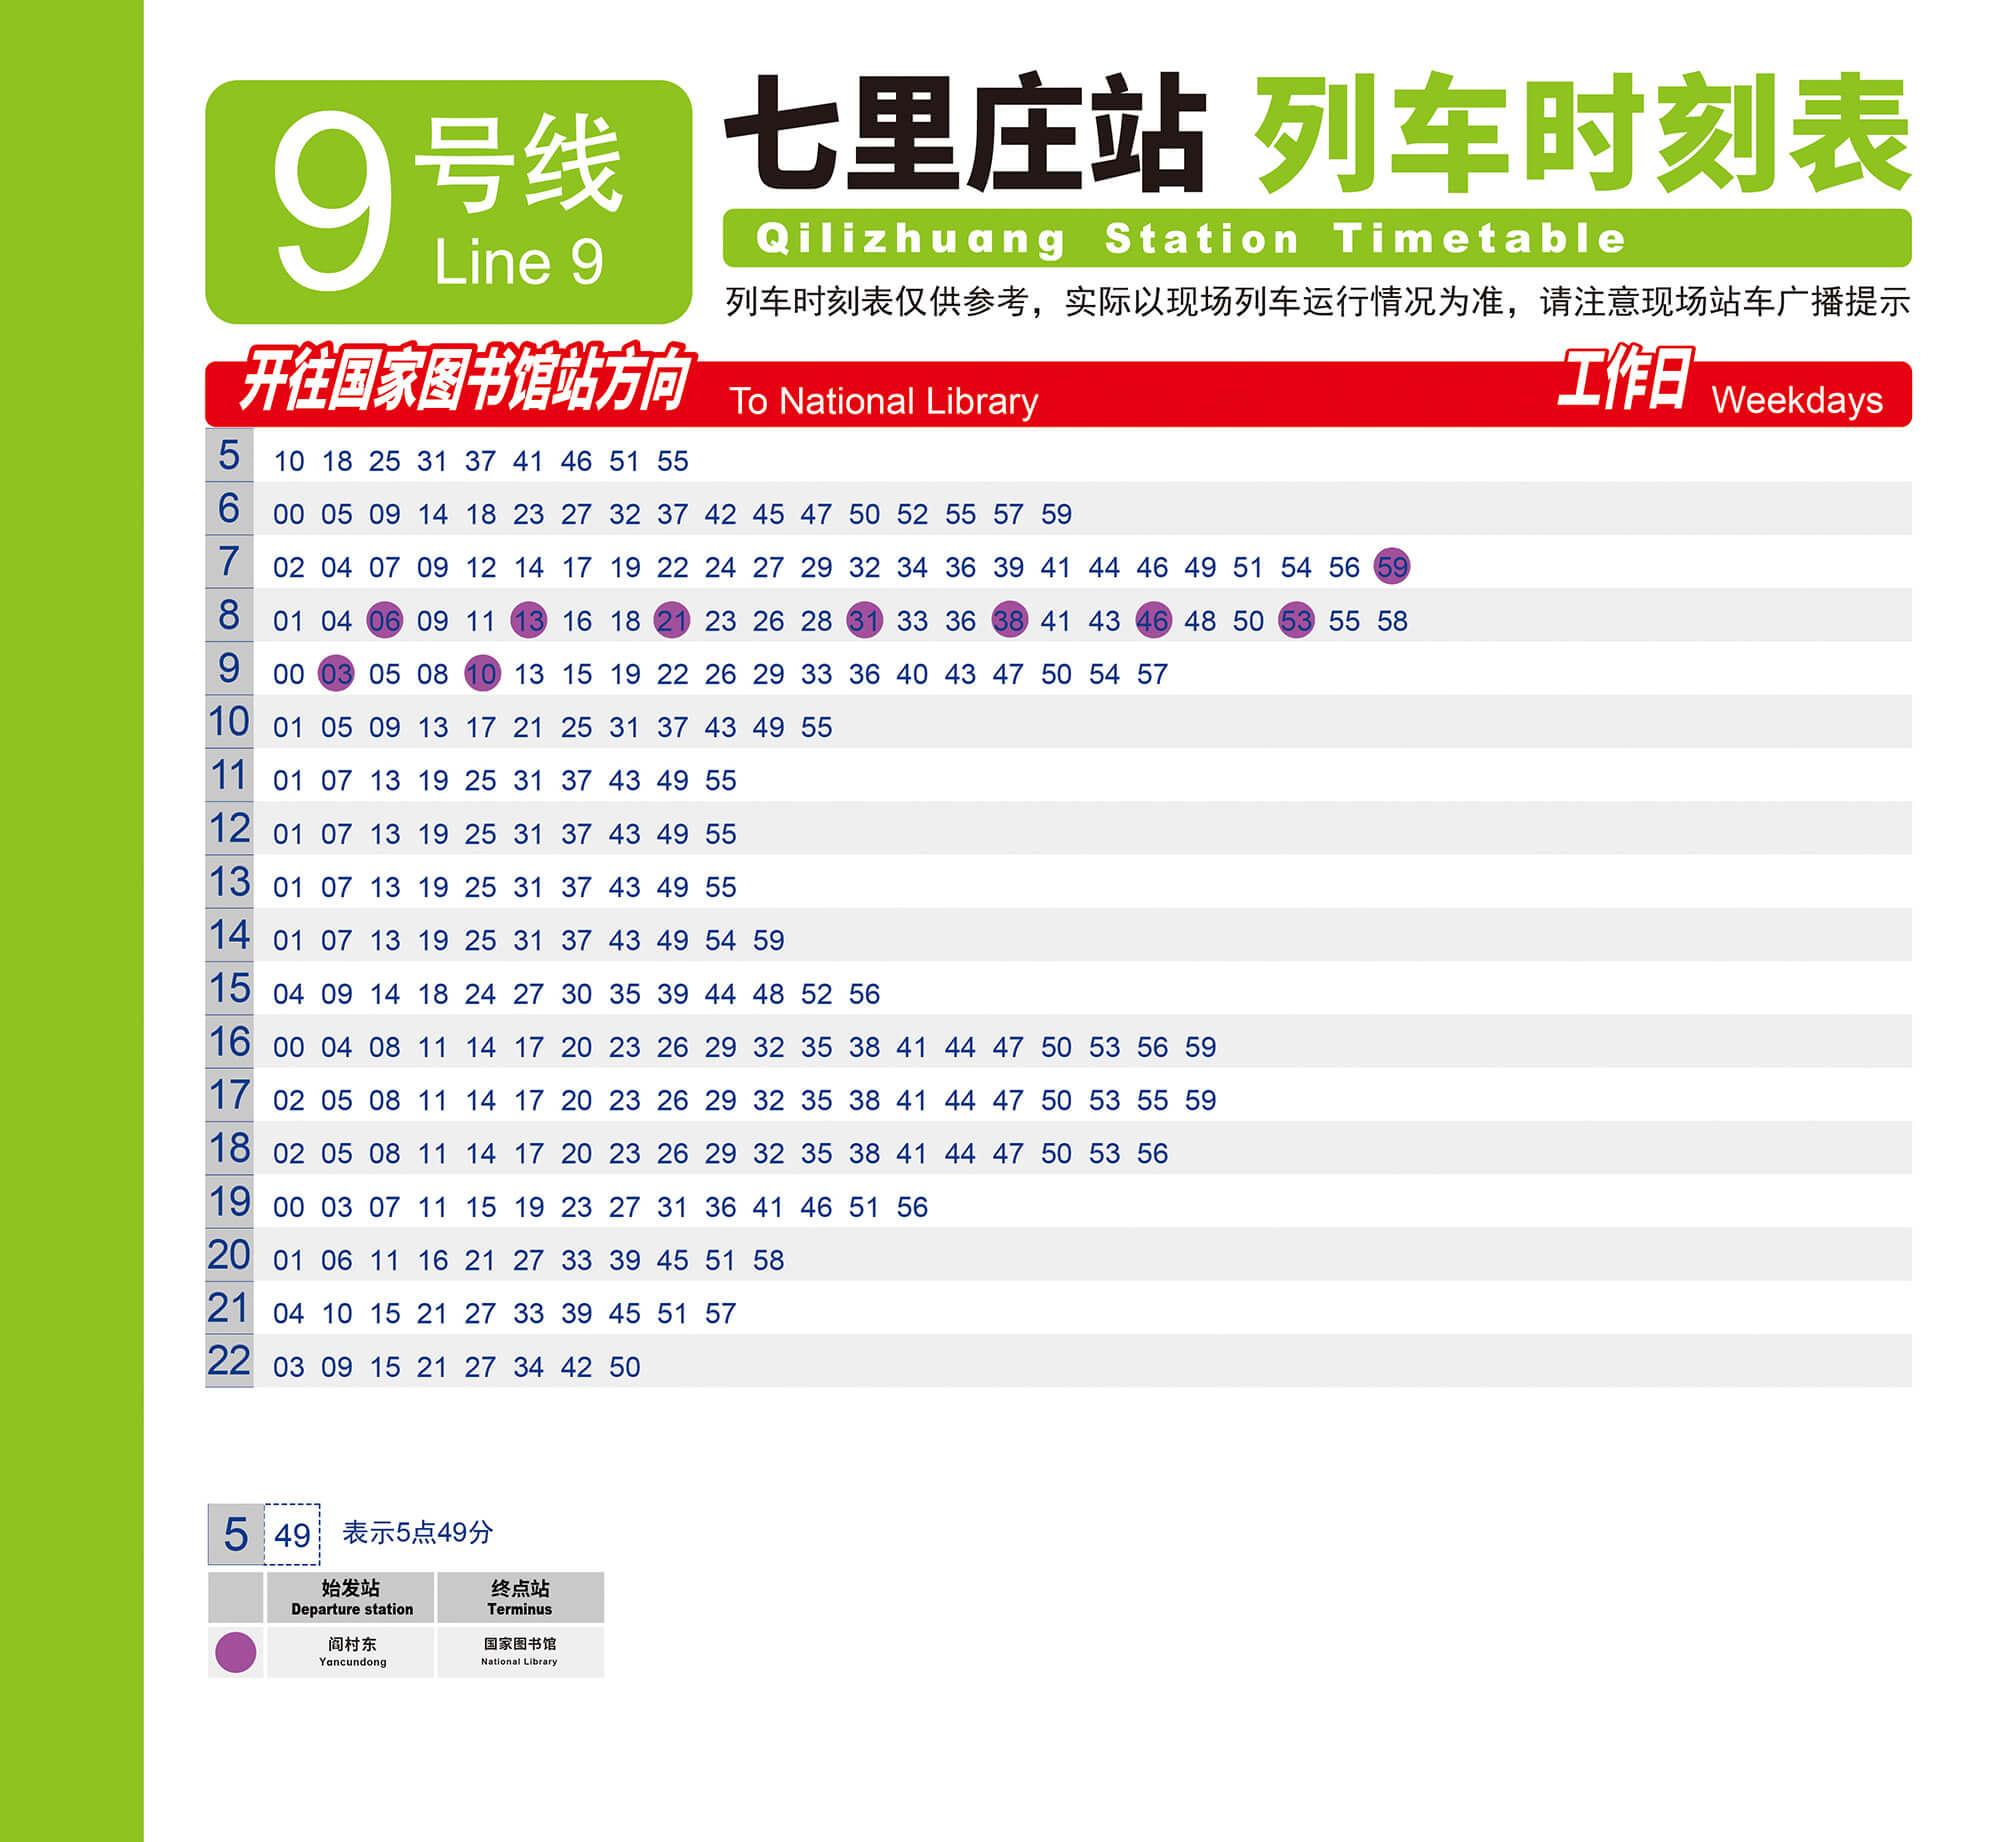 9号线
Line 9
七里庄站 列车时刻表
Qilizhuang Station Timetable
列车时刻表仅供参考，实际以现场列车运行情况为准，请注意现场站车广播提示
开往国家图书馆站方向 To National Library 工作日 Weekdays
5 10 18 25 31 37 41 46 51 55
6 00 05 09 14 18 23 27 32 37 42 45 47 50 52 55 57 59
7 02 04 07 09 12 14 17 19 22 24 27 29 32 34 36 39 41 44 46 49 51 54 56 59
8 01 04 06 09 11 13 16 18 21 23 26 28 31 33 36 38 41 43 46 48 50 53 55 58
9 00 03 05 08 10 13 15 19 22 26 29 33 36 40 43 47 50 54 57
10 01 05 09 13 17 21 25 31 37 43 49 55
11 01 07 13 19 25 31 37 43 49 55
12 01 07 13 19 25 31 37 43 49 55
13 01 07 13 19 25 31 37 43 49 55
14 01 07 13 19 25 31 37 43 49 54 59
15 04 09 14 18 24 27 30 35 39 44 48 52 56
16 00 04 08 11 14 17 20 23 26 29 32 35 38 41 44 47 50 53 56 59
17 02 05 08 11 14 17 20 23 26 29 32 35 38 41 44 47 50 53 55 59
18 02 05 08 11 14 17 20 23 26 29 32 35 38 41 44 47 50 53 56
19 00 03 07 11 15 19 23 27 31 36 41 46 51 56
20 01 06 11 16 21 27 33 39 45 51 58
21 04 10 15 21 27 33 39 45 51 57
22 03 09 15 21 27 34 42 50
5 49 表示5点49分
始发站 终点站
Departure station Terminus
阎村东 国家图书馆
Yancundong National Library